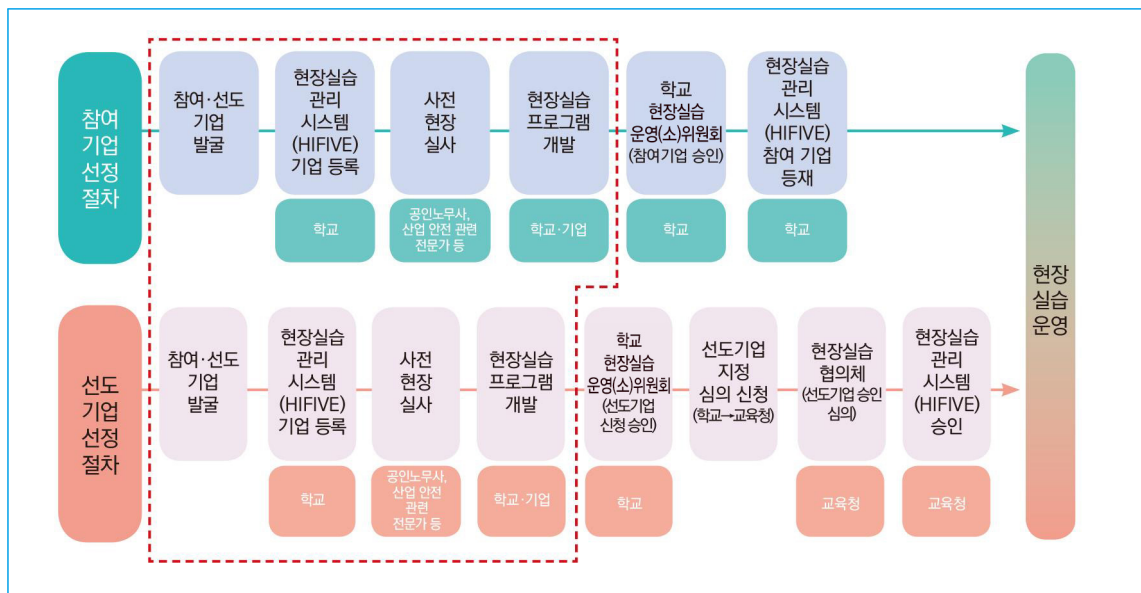 참여
기업
선정
절차
참여·선도
기업
발굴
현장실습
관리
시스템
(HIFIVE)
기업 등록
학교
사전
현장
실사
공인노무사,
산업 안전 관련
전문가 등
현장실습
프로그램
개발
학교·기업
학교
현장실습
운영(소)위원회
(참여기업 승인)
학교
현장실습
관리
시스템
(HIFIVE)
참여 기업
등재
학교
선도
기업
선정
절차
참여·선도
기업
발굴
현장실습
관리
시스템
(HIFIVE)
기업 등록
학교
사전
현장
실사
공인노무사,
산업 안전
관련
전문가 등
현장실습
프로그램
개발
학교·기업
학교
현장실습
운영(소)위원회
(선도기업
신청 승인)
학교
선도기업
지정
심의 신청
(학교→교육청)
현장실습
협의체
(선도기업 승인
심의)
교육청
현장실습
관리
시스템
(HIFIVE)
승인
교육청
현장
실습
운영